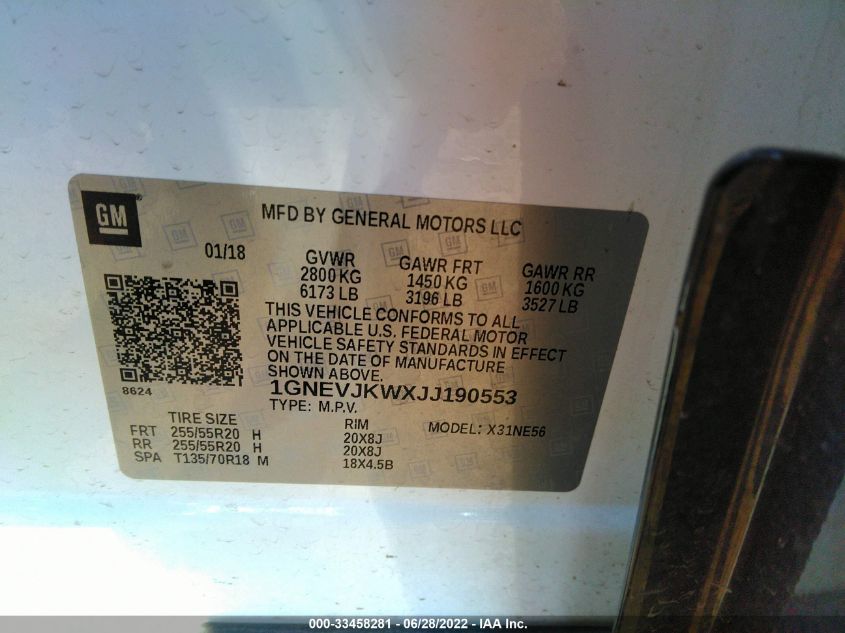 GM
MFD BY GENERAL MOTORS LLC
01/18
GVWR GAWR FRT GAWR RR
2800 KG 1450 KG 1600 KG
6173 LB 3196 LB 3527 LB
THIS VEHICLE CONFORMS TO ALL
APPLICABLE U.S. FEDERAL MOTOR
VEHICLE SAFETY STANDARDS IN EFFECT
ON THE DATE OF MANUFACTURE
SHOWN ABOVE.
8624
1GNEVJKWXJJ190553
TYPE: M.P.V.
TIRE SIZE RIM MODEL: X31NE56
FRT 255/55R20 H 20X8J
RR 255/55R20 H 20X8J
SPA T135/70R18 M 18X4.5B
000-33458281 - 06/28/2022 - IAA Inc.